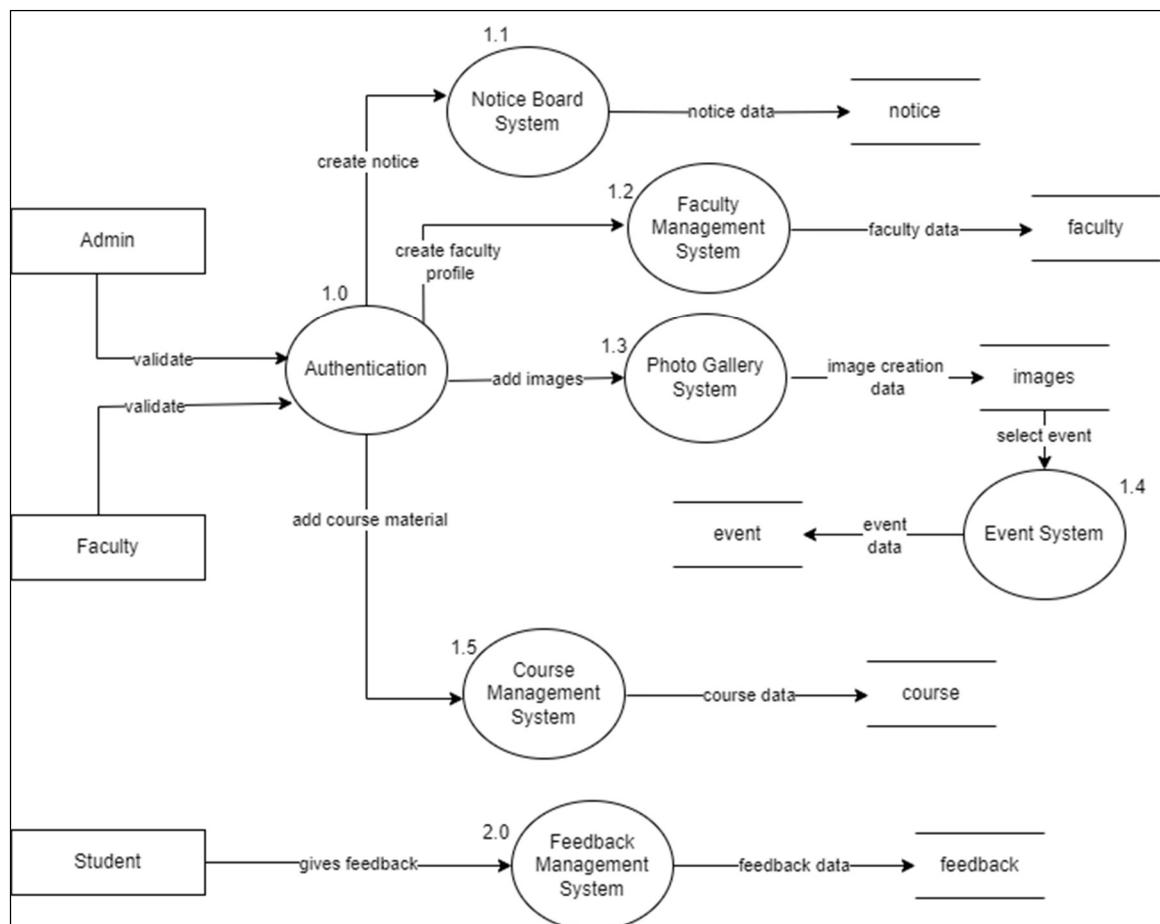 1.1
Notice Board
System
notice data
notice
create notice
1.2
Faculty
Management
System
faculty data
faculty
Admin
create faculty
profile
1.0
Authentication
validate
validate
add images
1.3
Photo Gallery
System
image creation
data
images
select event
1.4
Event System
event
data
event
Faculty
add course material
1.5
Course
Management
System
course data
course
Student
gives feedback
2.0
Feedback
Management
System
feedback data
feedback